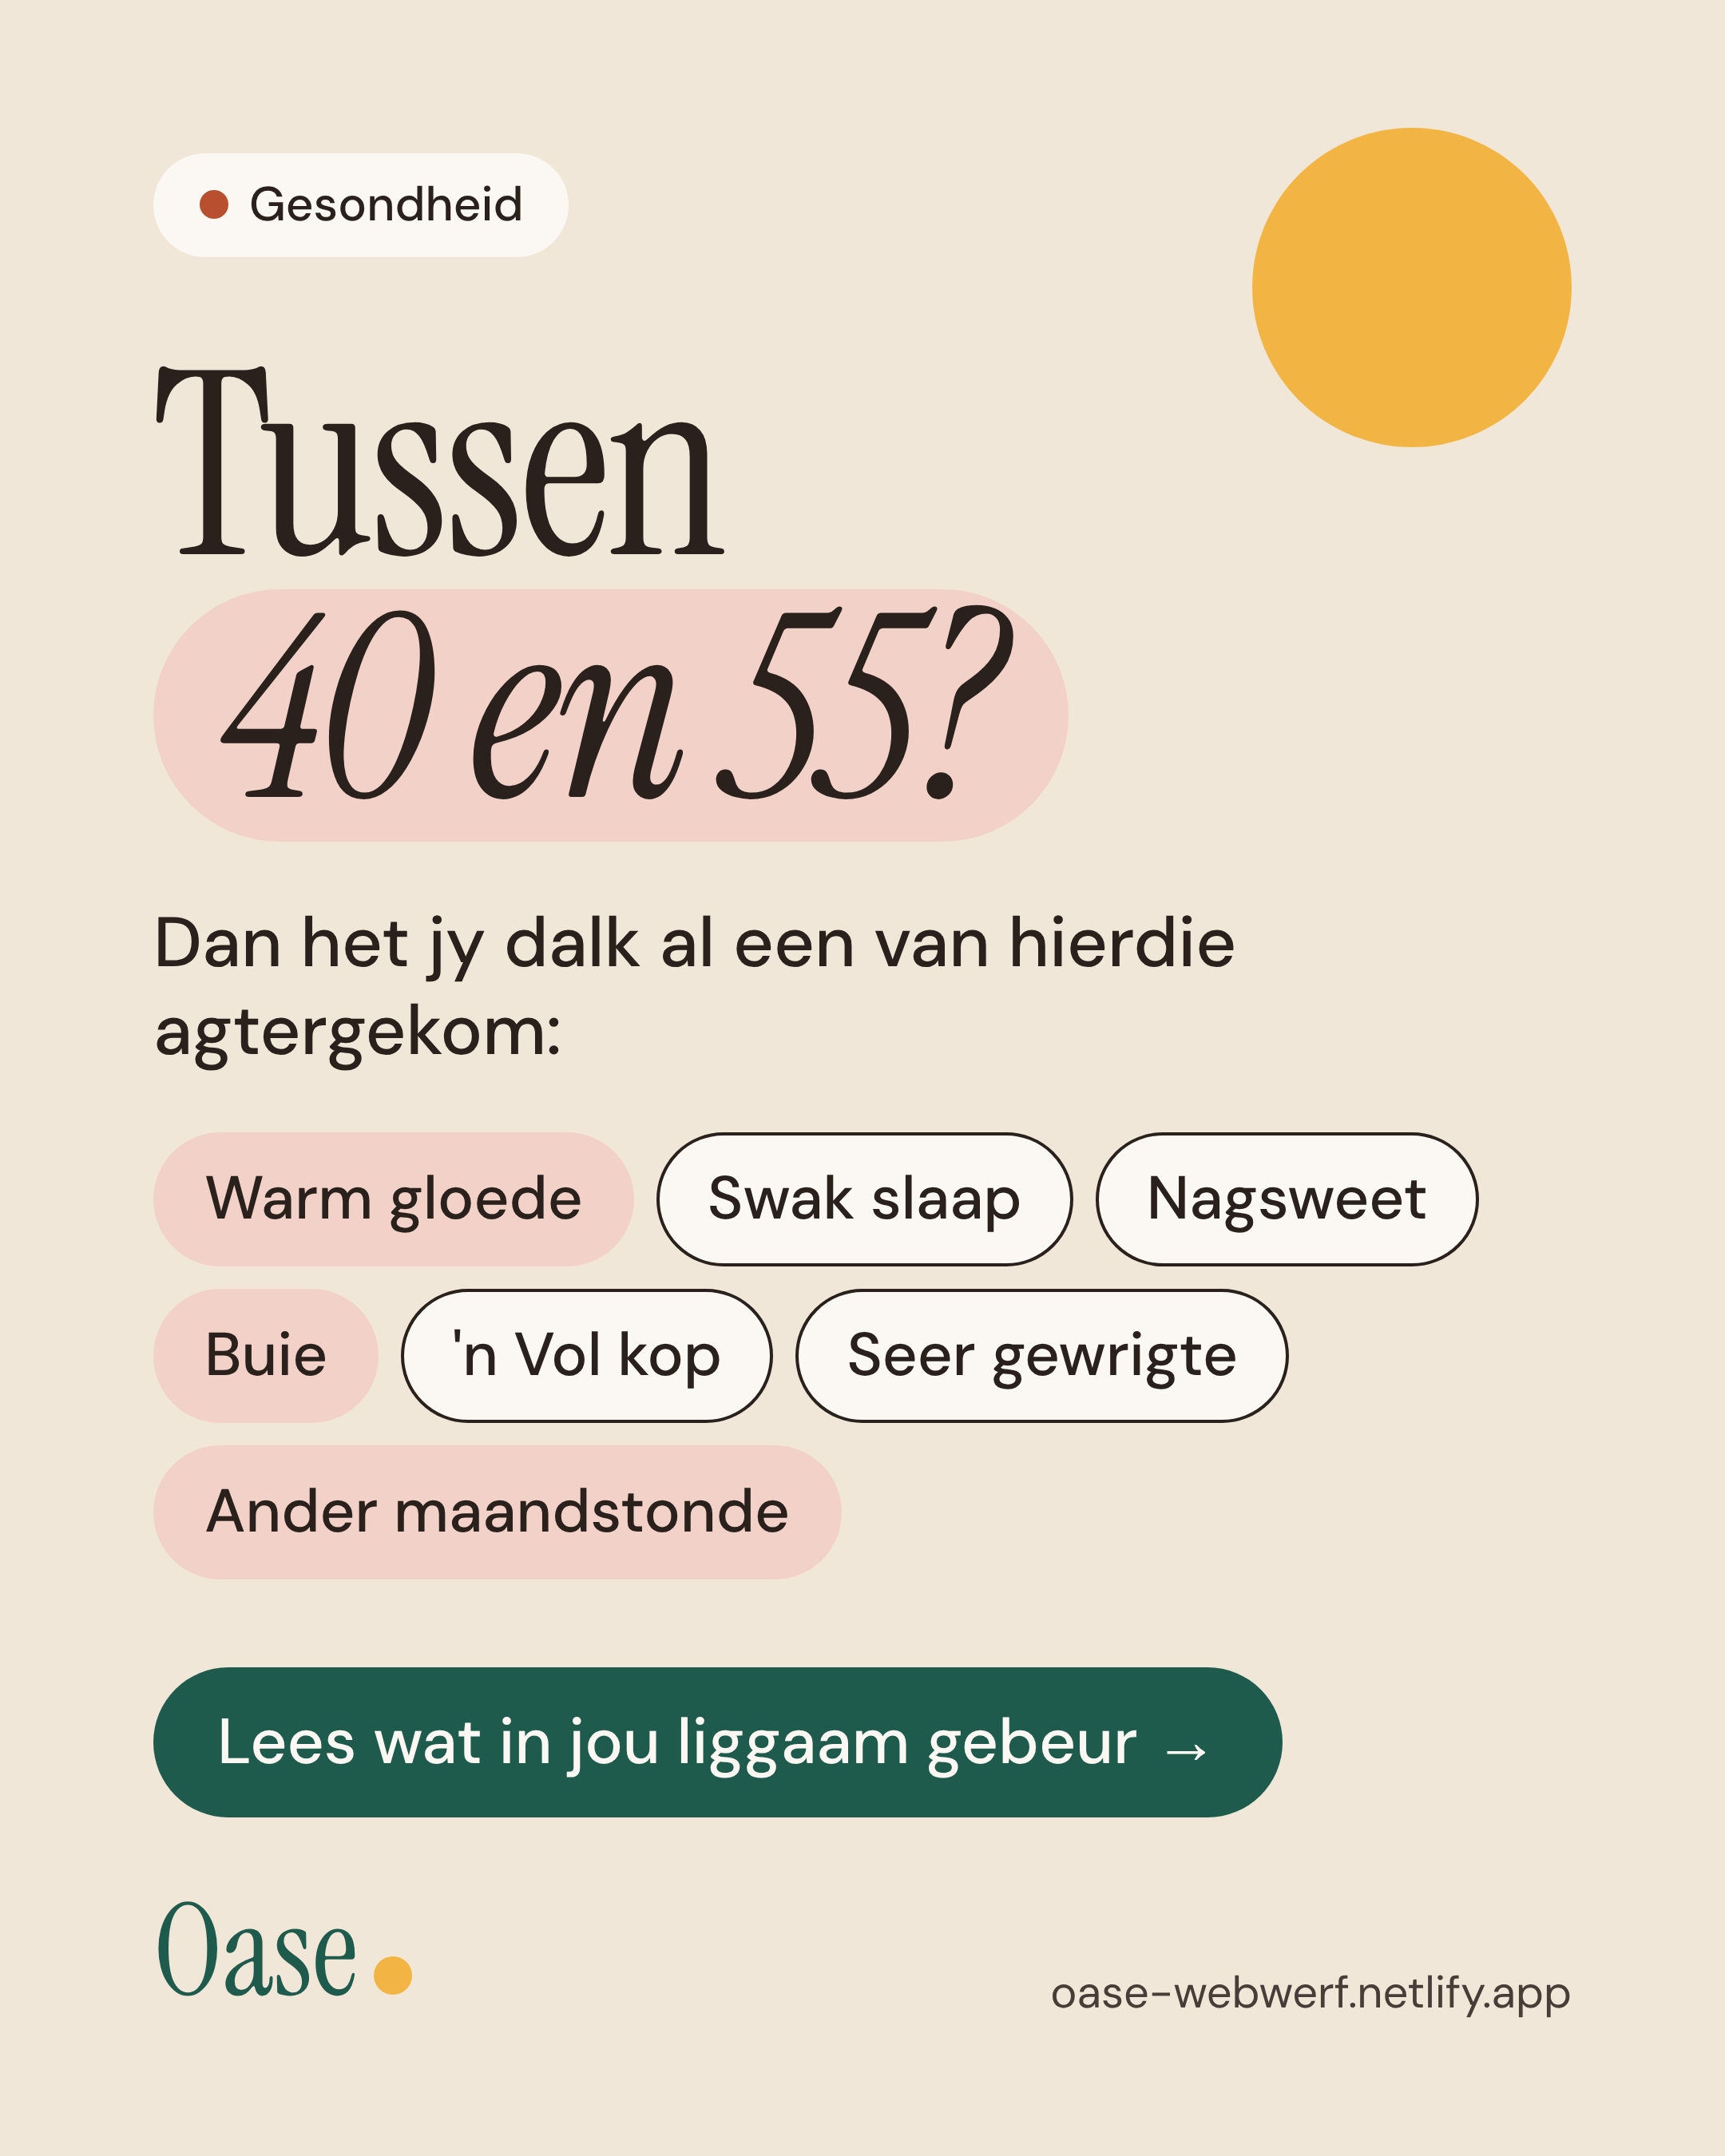 Gesondheid
Tussen
40 en 55?
Dan het jy dalk al een van hierdie
agtergekom:
Warm gloede Swak slaap Nagsweet
Buie 'n Vol kop Seer gewrigte
Ander maandstonde
Lees wat in jou liggaam gebeur →
Oase
oase-webwerf.netlify.app